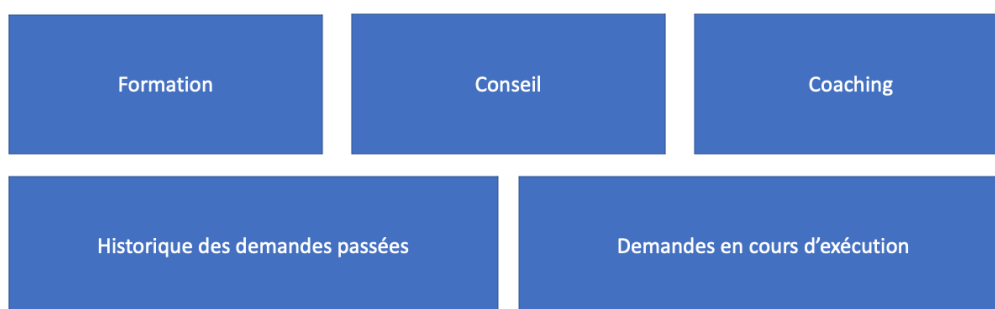 Formation
Conseil
Coaching
Historique des demandes passées
Demandes en cours d’exécution